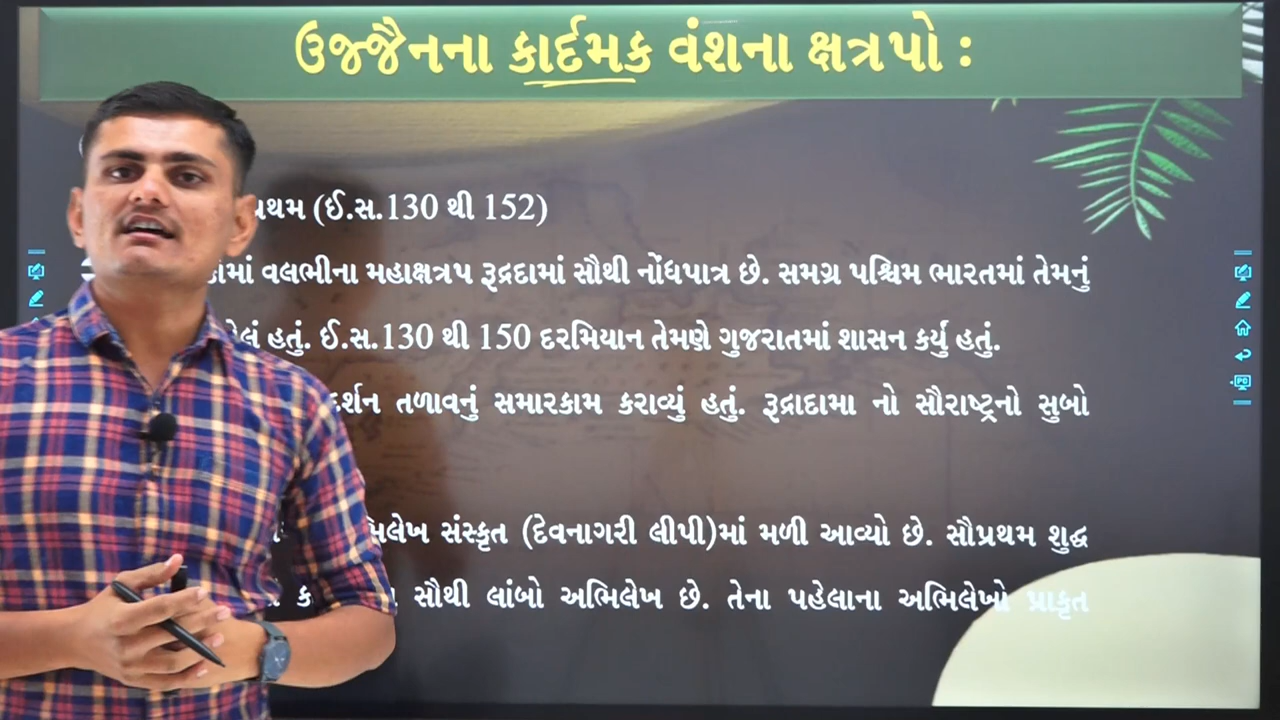 ઉજ્જૈનના કાર્દમક વંશના ક્ષત્રપો :
પ્રથમ (ઈ.સ.130 થી 152)
વલભીના મહાક્ષત્રપ રૂદ્રદામાં સૌથી નોંધપાત્ર છે. સમગ્ર પશ્ચિમ ભારતમાં તેમનું
હતું. ઈ.સ.130 થી 150 દરમિયાન તેમણે ગુજરાતમાં શાસન કર્યું હતું.
તળાવનું સમારકામ કરાવ્યું હતું. રૂદ્રાદામા નો સૌરાષ્ટ્રનો સુબો
સંસ્કૃત (દેવનાગરી લીપી)માં મળી આવ્યો છે. સૌપ્રથમ શુદ્ધ
સૌથી લાંબો અભિલેખ છે. તેના પહેલાના અભિલેખો પ્રાકૃત